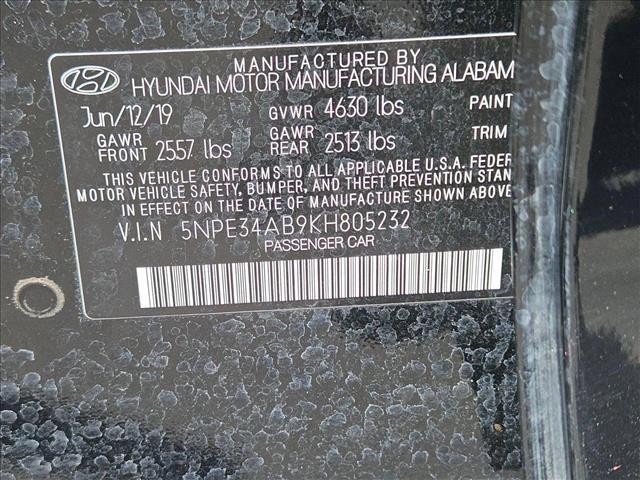 MANUFACTURED BY
HYUNDAI MOTOR MANUFACTURING ALABAM
Jun/12/19 GVWR 4630 lbs PAINT
GAWR FRONT 2557 lbs GAWR REAR 2513 lbs TRIM
THIS VEHICLE CONFORMS TO ALL APPLICABLE U.S.A. FEDER
MOTOR VEHICLE SAFETY, BUMPER, AND THEFT PREVENTION STAN
IN EFFECT ON THE DATE OF MANUFACTURE SHOWN ABOVE
V.I.N 5NPE34AB9KH805232
PASSENGER CAR